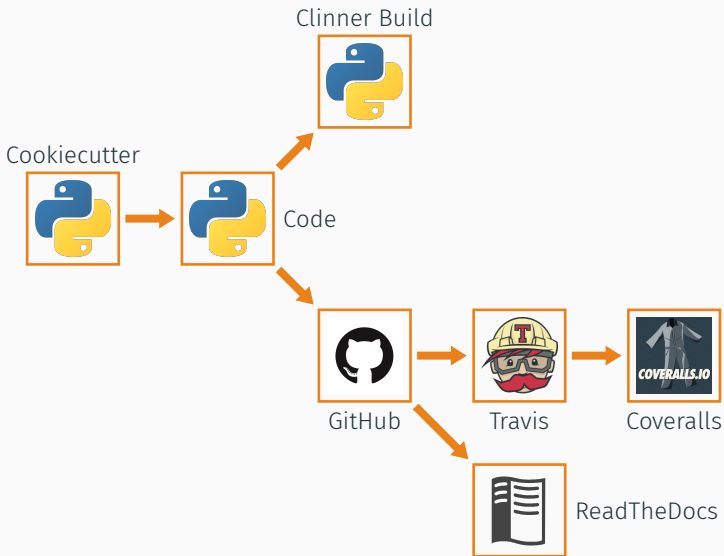 Clinner Build
Cookiecutter
Code
T
COVERALLS.IO
GitHub
Travis
Coveralls
ReadTheDocs